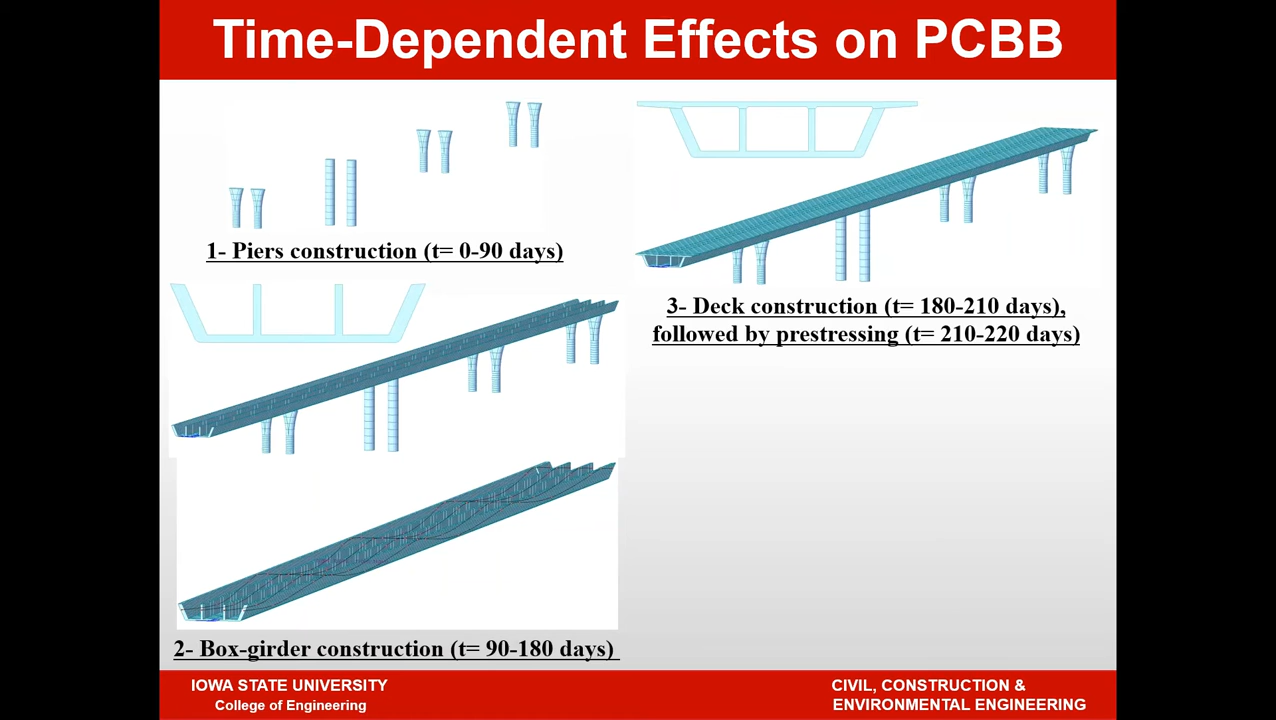 Time-Dependent Effects on PCBB
1- Piers construction (t= 0-90 days)
2- Box-girder construction (t= 90-180 days)
3- Deck construction (t= 180-210 days),
followed by prestressing (t= 210-220 days)
IOWA STATE UNIVERSITY
College of Engineering
CIVIL, CONSTRUCTION &
ENVIRONMENTAL ENGINEERING